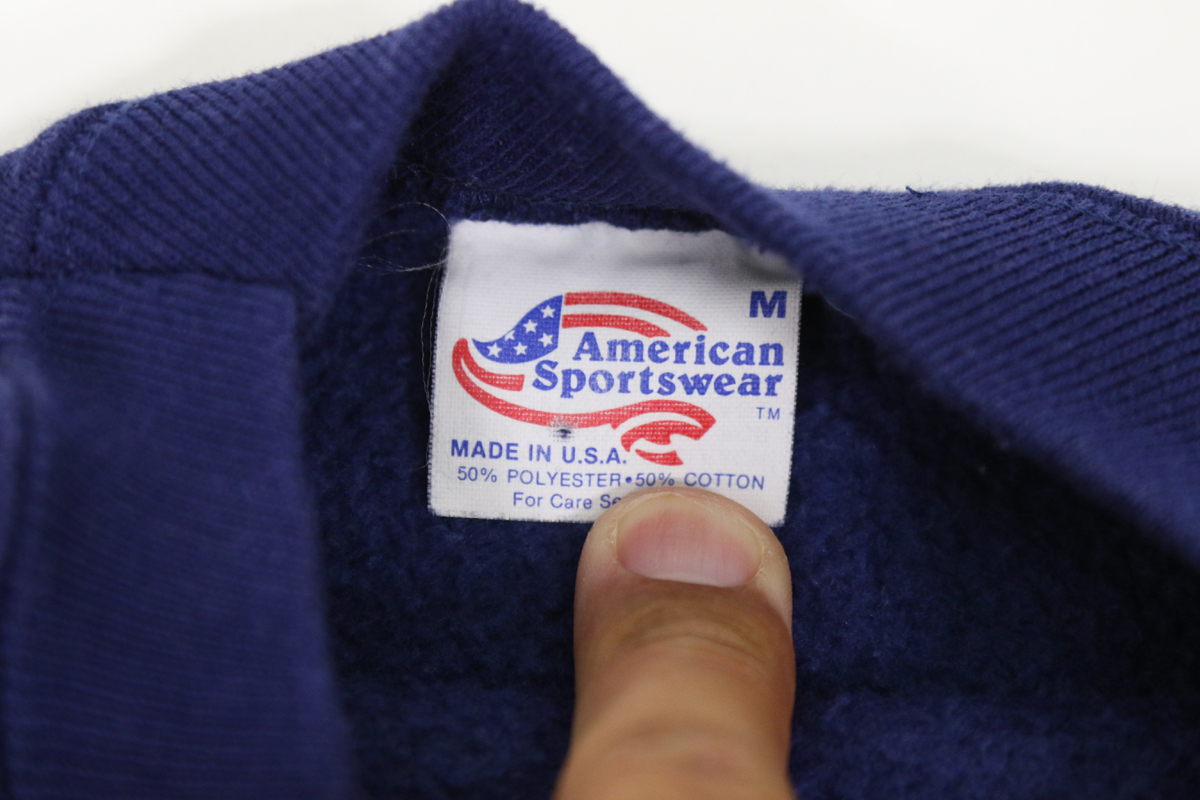 M
American
Sportswear
TM
MADE IN U.S.A.
50% POLYESTER•50% COTTON
For Care